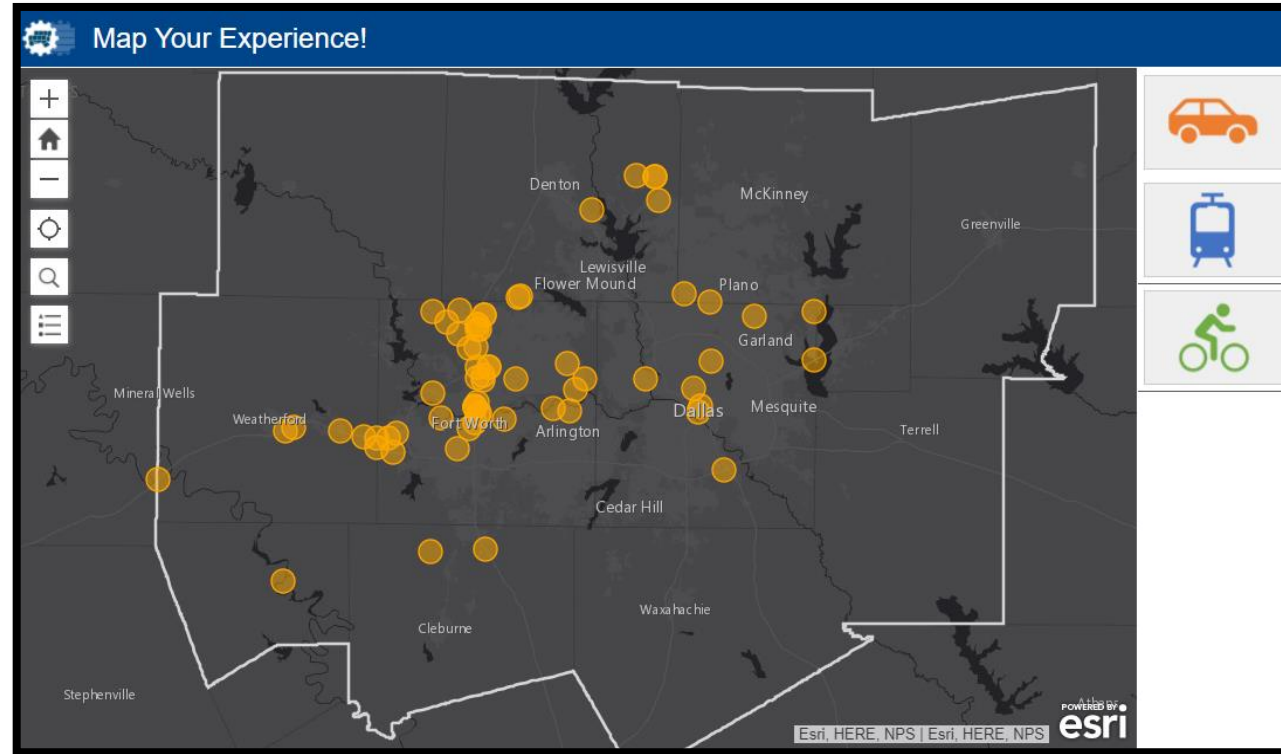 Map Your Experience!
Denton
McKinney
Greenville
Lewisville
Flower Mound
Plano
Garland
Mineral Wells
Weatherford
Fort Worth
Arlington
Dallas
Mesquite
Terrell
Cedar Hill
Waxahachie
Cleburne
Stephenville
Athens
POWERED BY
esri
Esri, HERE, NPS | Esri, HERE, NPS